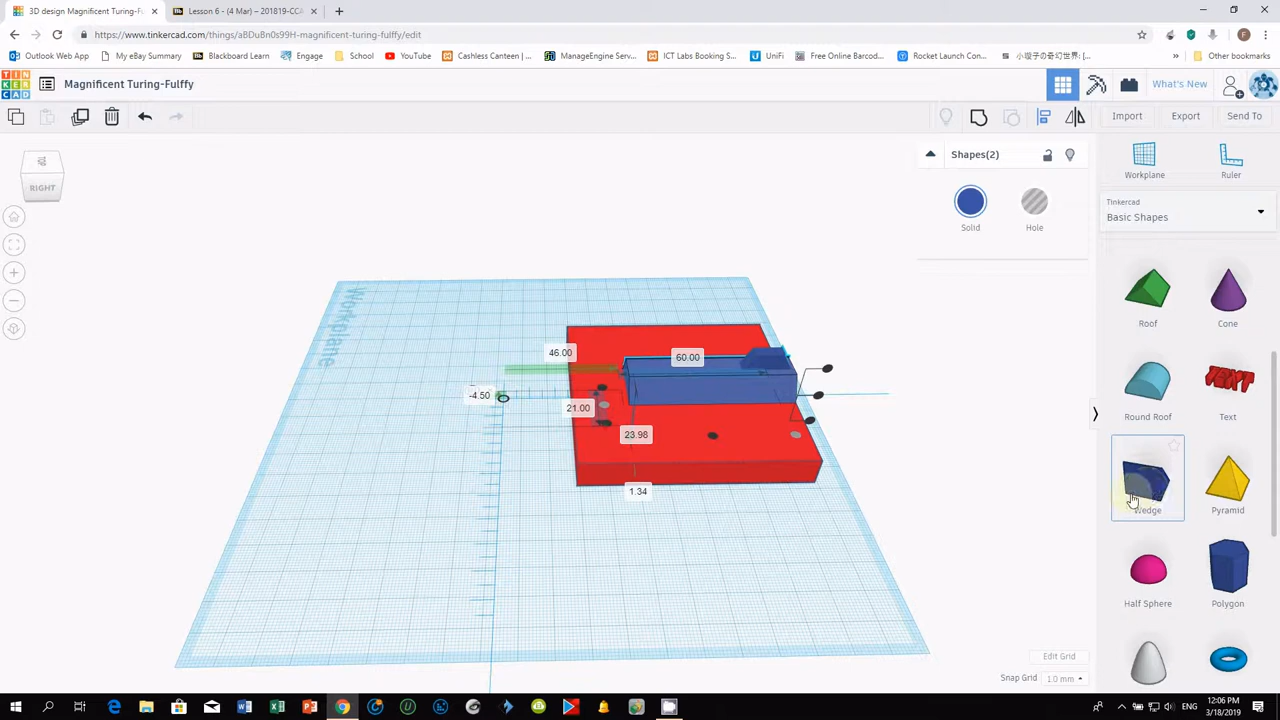 3D design Magnificent Turing-Ful
Lesson 6 - (4 Mar) – 201819-CCA
https://www.tinkercad.com/things/aBDuBn0s99H-magnificent-turing-fulffy/edit
Outlook Web App
My eBay Summary
Blackboard Learn
Engage
School
YouTube
Cashless Canteen | ...
ManageEngine Servi...
ICT Labs Booking S...
UniFi
Free Online Barcod...
Rocket Launch Con...
Other bookmarks
TIN
KER
CAD
Magnificent Turing-Fulffy
What's New
Import
Export
Send To
RIGHT
Shapes(2)
Solid
Hole
Workplane
Ruler
Tinkercad
Basic Shapes
Workplane
46.00
60.00
-4.50
21.00
23.98
1.34
Roof
Cone
Round Roof
Text
Wedge
Pyramid
Half Sphere
Polygon
Edit Grid
Snap Grid
1.0 mm
ENG
12:06 PM
3/18/2019